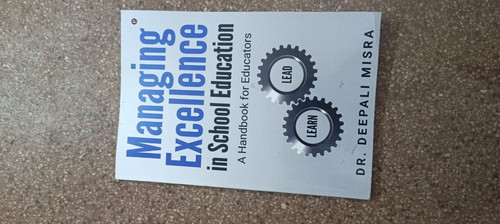 Managing
Excellence
in School Education
A Handbook for Educators
LEAD
LEARN
DR. DEEPALI MISRA